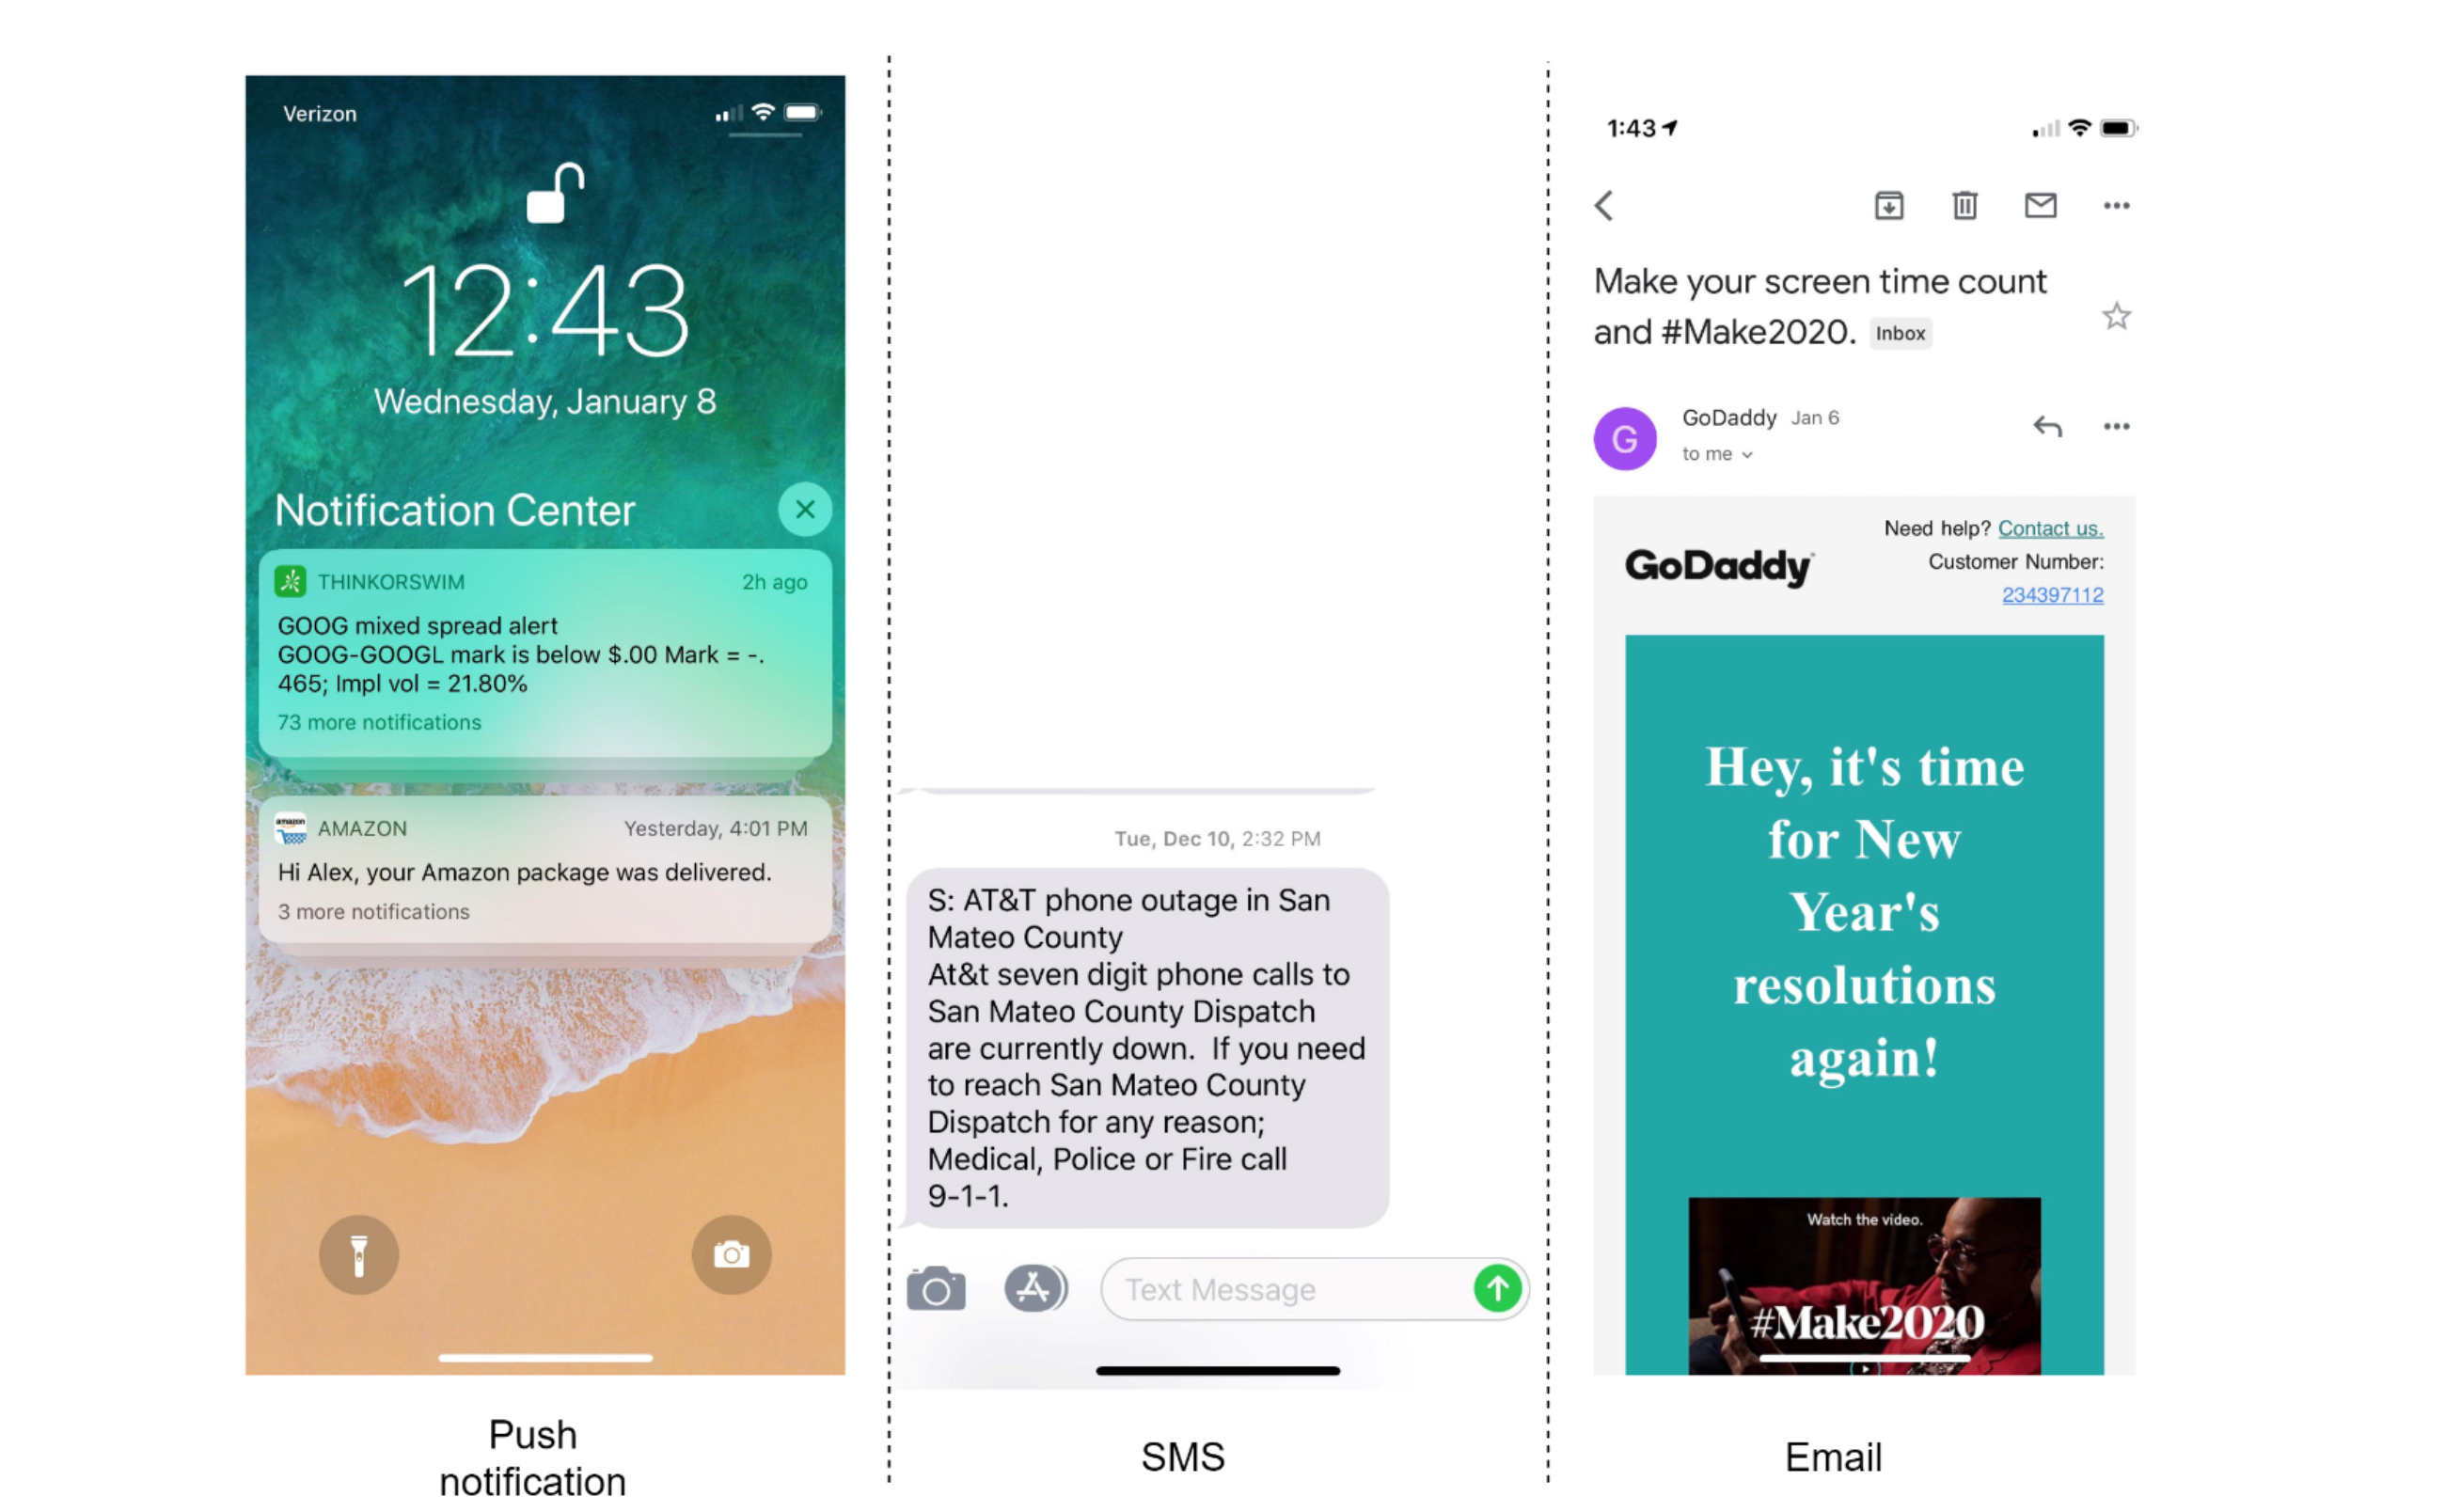 Verizon
12:43
Wednesday, January 8
Notification Center
THINKORSWIM 2h ago
GOOG mixed spread alert
GOOG-GOOGL mark is below $.00 Mark = -.
465; Impl vol = 21.80%
73 more notifications
amazon
AMAZON Yesterday, 4:01 PM
Hi Alex, your Amazon package was delivered.
3 more notifications
Push
notification
Tue, Dec 10, 2:32 PM
S: AT&T phone outage in San
Mateo County
At&t seven digit phone calls to
San Mateo County Dispatch
are currently down.  If you need
to reach San Mateo County
Dispatch for any reason;
Medical, Police or Fire call
9-1-1.
Text Message
SMS
1:43
Make your screen time count
and #Make2020. Inbox
G
GoDaddy Jan 6
to me
Need help? Contact us.
GoDaddy
Customer Number:
234397112
Hey, it's time
for New
Year's
resolutions
again!
Watch the video.
#Make2020
Email